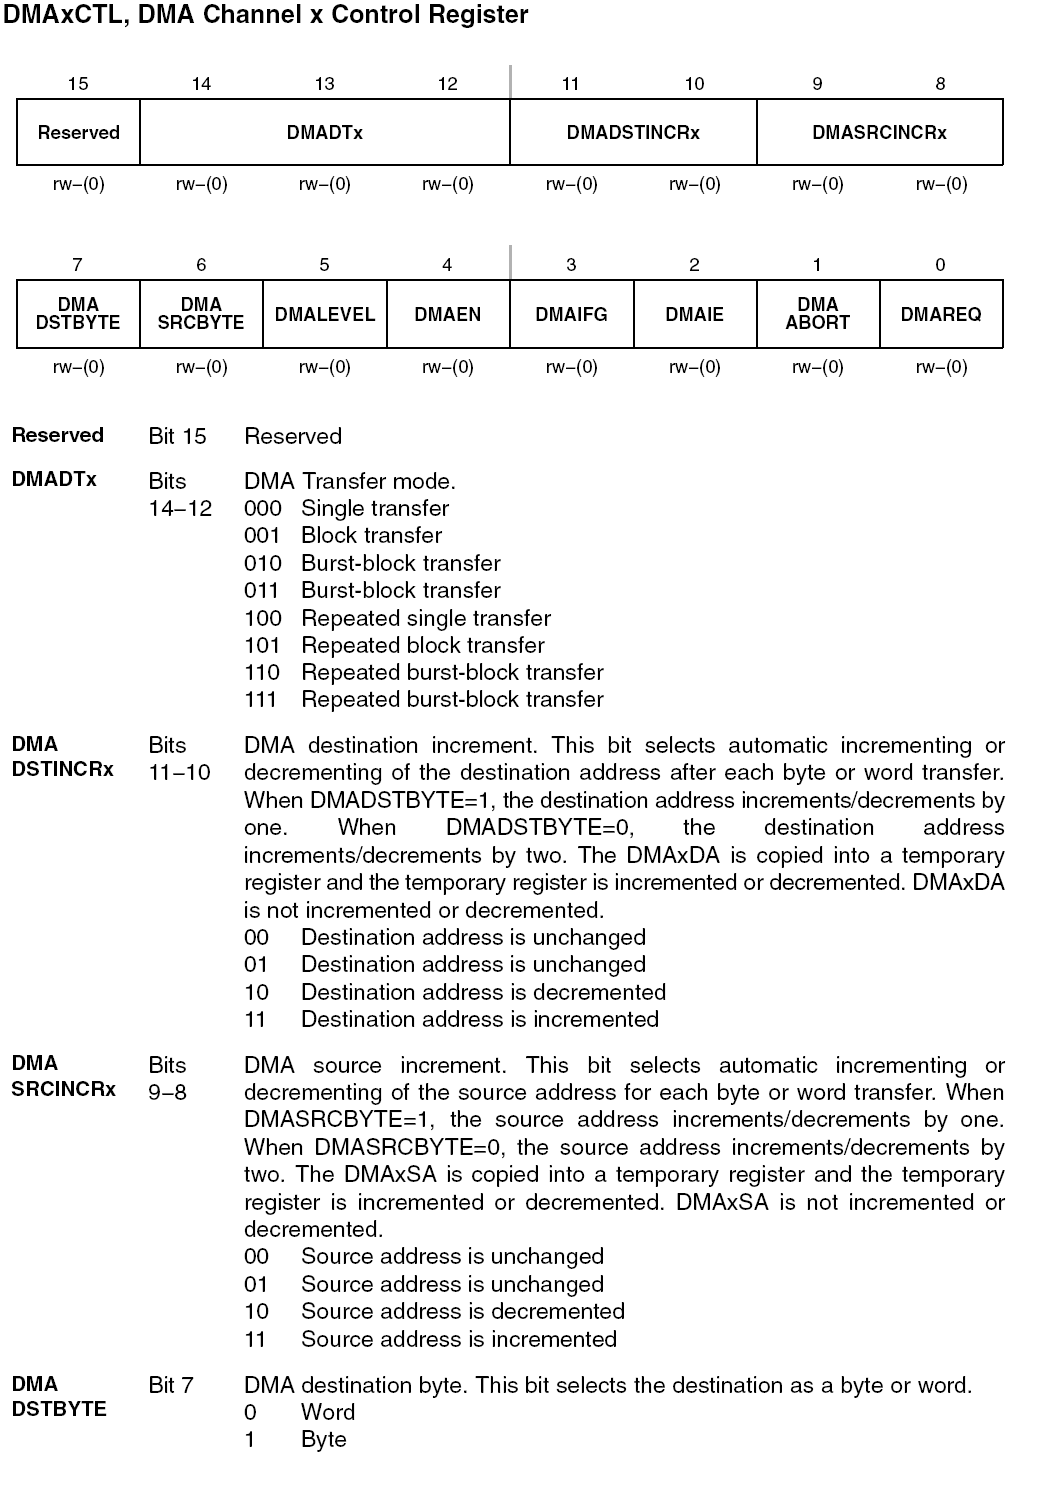 DMAxCTL, DMA Channel x Control Register
15 14 13 12 11 10 9 8
Reserved DMADTx DMADSTINCRx DMASRCINCRx
rw−(0) rw−(0) rw−(0) rw−(0) rw−(0) rw−(0) rw−(0) rw−(0)
7 6 5 4 3 2 1 0
DMA DSTBYTE DMA SRCBYTE DMALEVEL DMAEN DMAIFG DMAIE DMA ABORT DMAREQ
rw−(0) rw−(0) rw−(0) rw−(0) rw−(0) rw−(0) rw−(0) rw−(0)
Reserved Bit 15 Reserved
DMADTx Bits DMA Transfer mode.
14−12 000 Single transfer
001 Block transfer
010 Burst-block transfer
011 Burst-block transfer
100 Repeated single transfer
101 Repeated block transfer
110 Repeated burst-block transfer
111 Repeated burst-block transfer
DMA Bits DMA destination increment. This bit selects automatic incrementing or
DSTINCRx 11−10 decrementing of the destination address after each byte or word transfer.
When DMADSTBYTE=1, the destination address increments/decrements by
one. When DMADSTBYTE=0, the destination address
increments/decrements by two. The DMAxDA is copied into a temporary
register and the temporary register is incremented or decremented. DMAxDA
is not incremented or decremented.
00 Destination address is unchanged
01 Destination address is unchanged
10 Destination address is decremented
11 Destination address is incremented
DMA Bits DMA source increment. This bit selects automatic incrementing or
SRCINCRx 9−8 decrementing of the source address for each byte or word transfer. When
DMASRCBYTE=1, the source address increments/decrements by one.
When DMASRCBYTE=0, the source address increments/decrements by
two. The DMAxSA is copied into a temporary register and the temporary
register is incremented or decremented. DMAxSA is not incremented or
decremented.
00 Source address is unchanged
01 Source address is unchanged
10 Source address is decremented
11 Source address is incremented
DMA Bit 7 DMA destination byte. This bit selects the destination as a byte or word.
DSTBYTE 0 Word
1 Byte